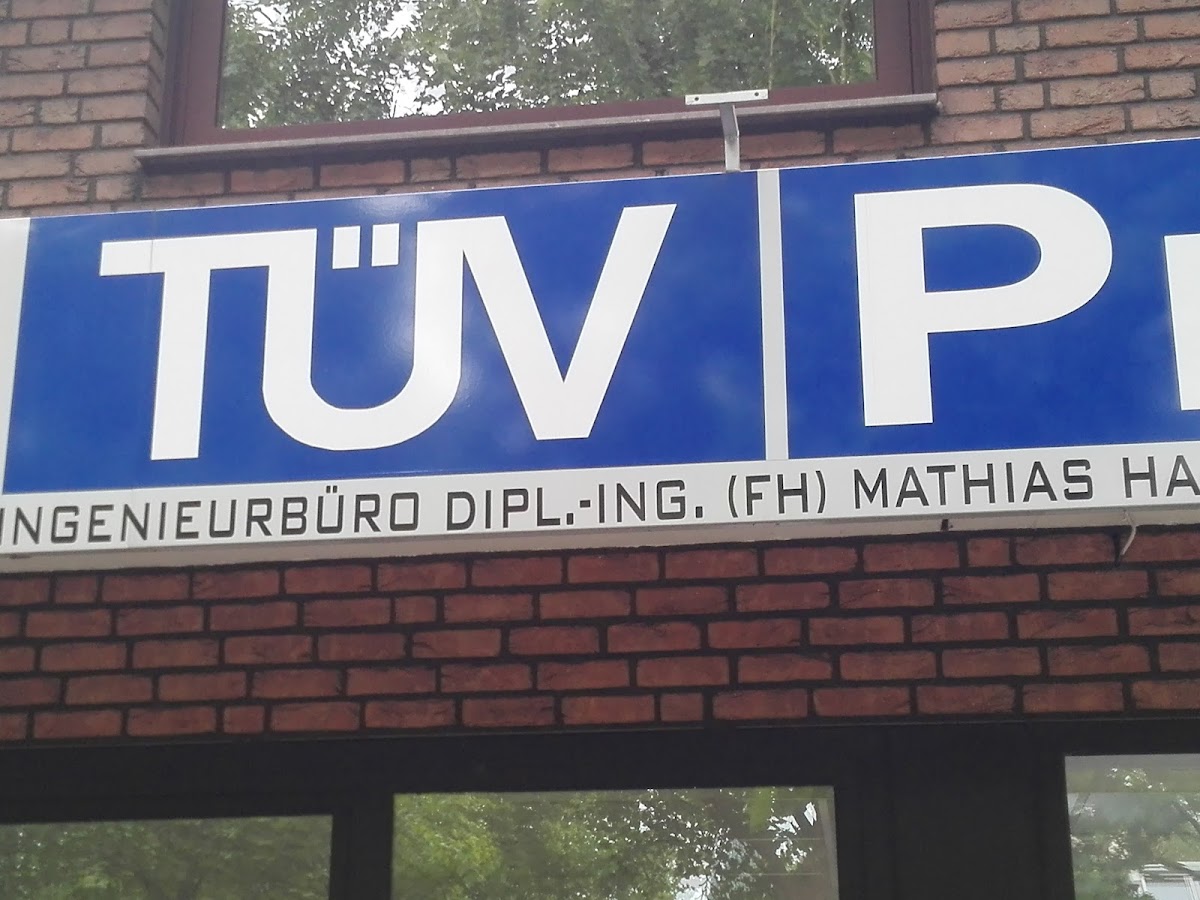 TÜV P
INGENIEURBÜRO DIPL.-ING. (FH) MATHIAS